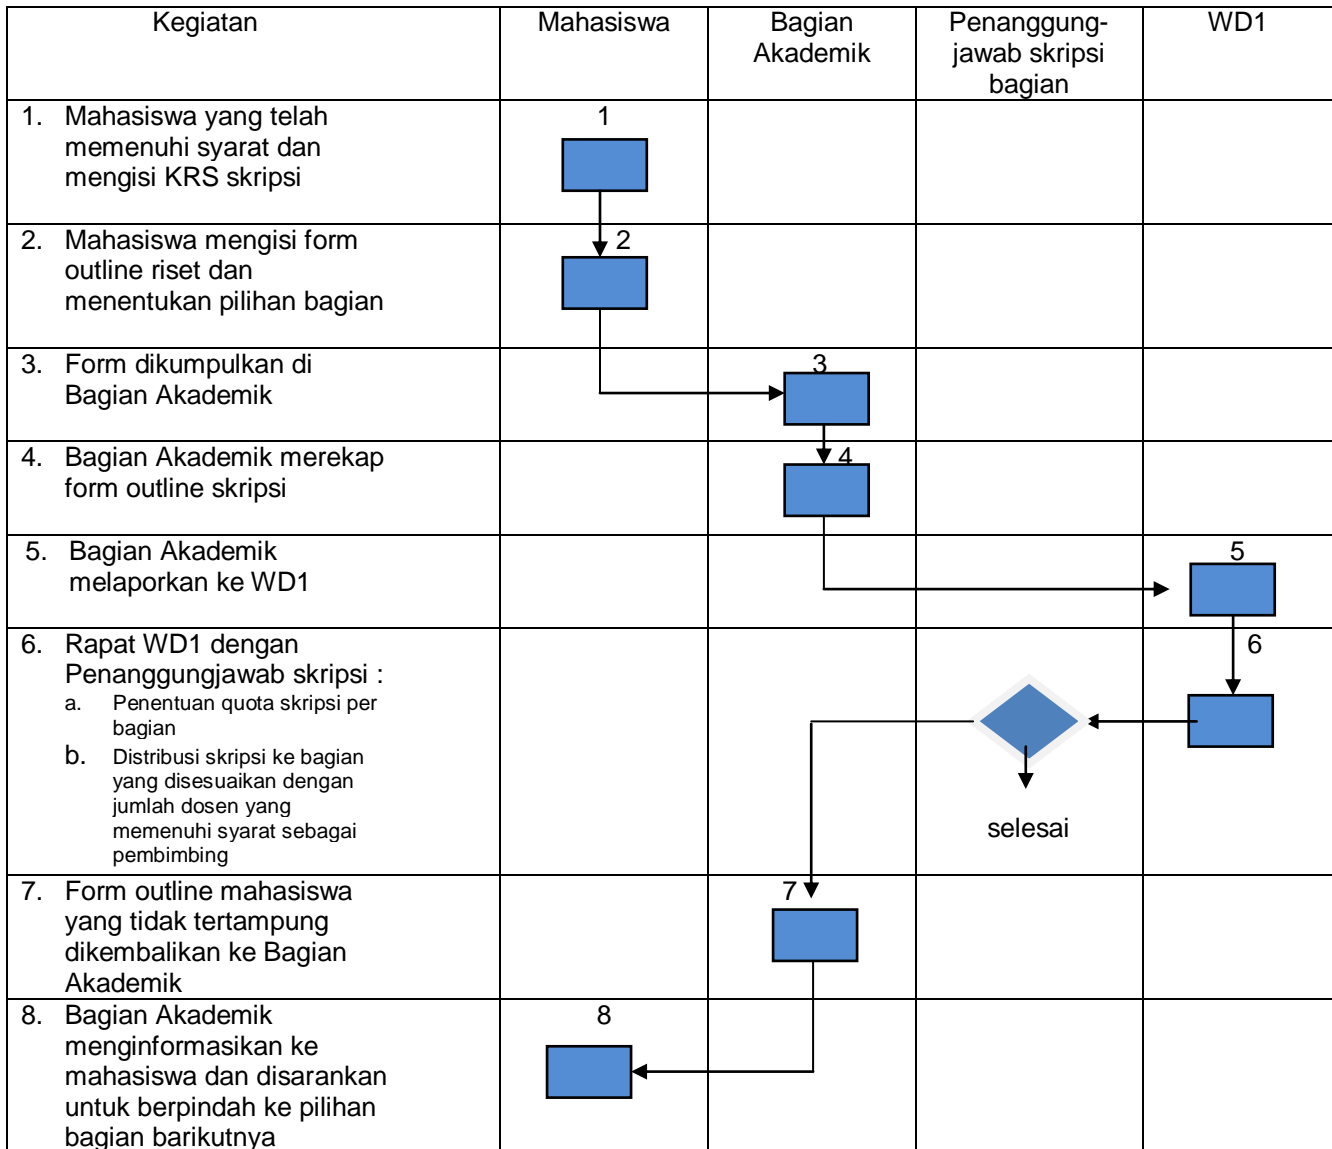 Kegiatan
Mahasiswa
Bagian
Akademik
Penanggung-
jawab skripsi
bagian
WD1
1. Mahasiswa yang telah
memenuhi syarat dan
mengisi KRS skripsi
1
2. Mahasiswa mengisi form
outline riset dan
menentukan pilihan bagian
2
3. Form dikumpulkan di
Bagian Akademik
3
4. Bagian Akademik merekap
form outline skripsi
4
5. Bagian Akademik
melaporkan ke WD1
5
6. Rapat WD1 dengan
Penanggungjawab skripsi :
a. Penentuan quota skripsi per
bagian
b. Distribusi skripsi ke bagian
yang disesuaikan dengan
jumlah dosen yang
memenuhi syarat sebagai
pembimbing
selesai
6
7. Form outline mahasiswa
yang tidak tertampung
dikembalikan ke Bagian
Akademik
7
8. Bagian Akademik
menginformasikan ke
mahasiswa dan disarankan
untuk berpindah ke pilihan
bagian barikutnya
8